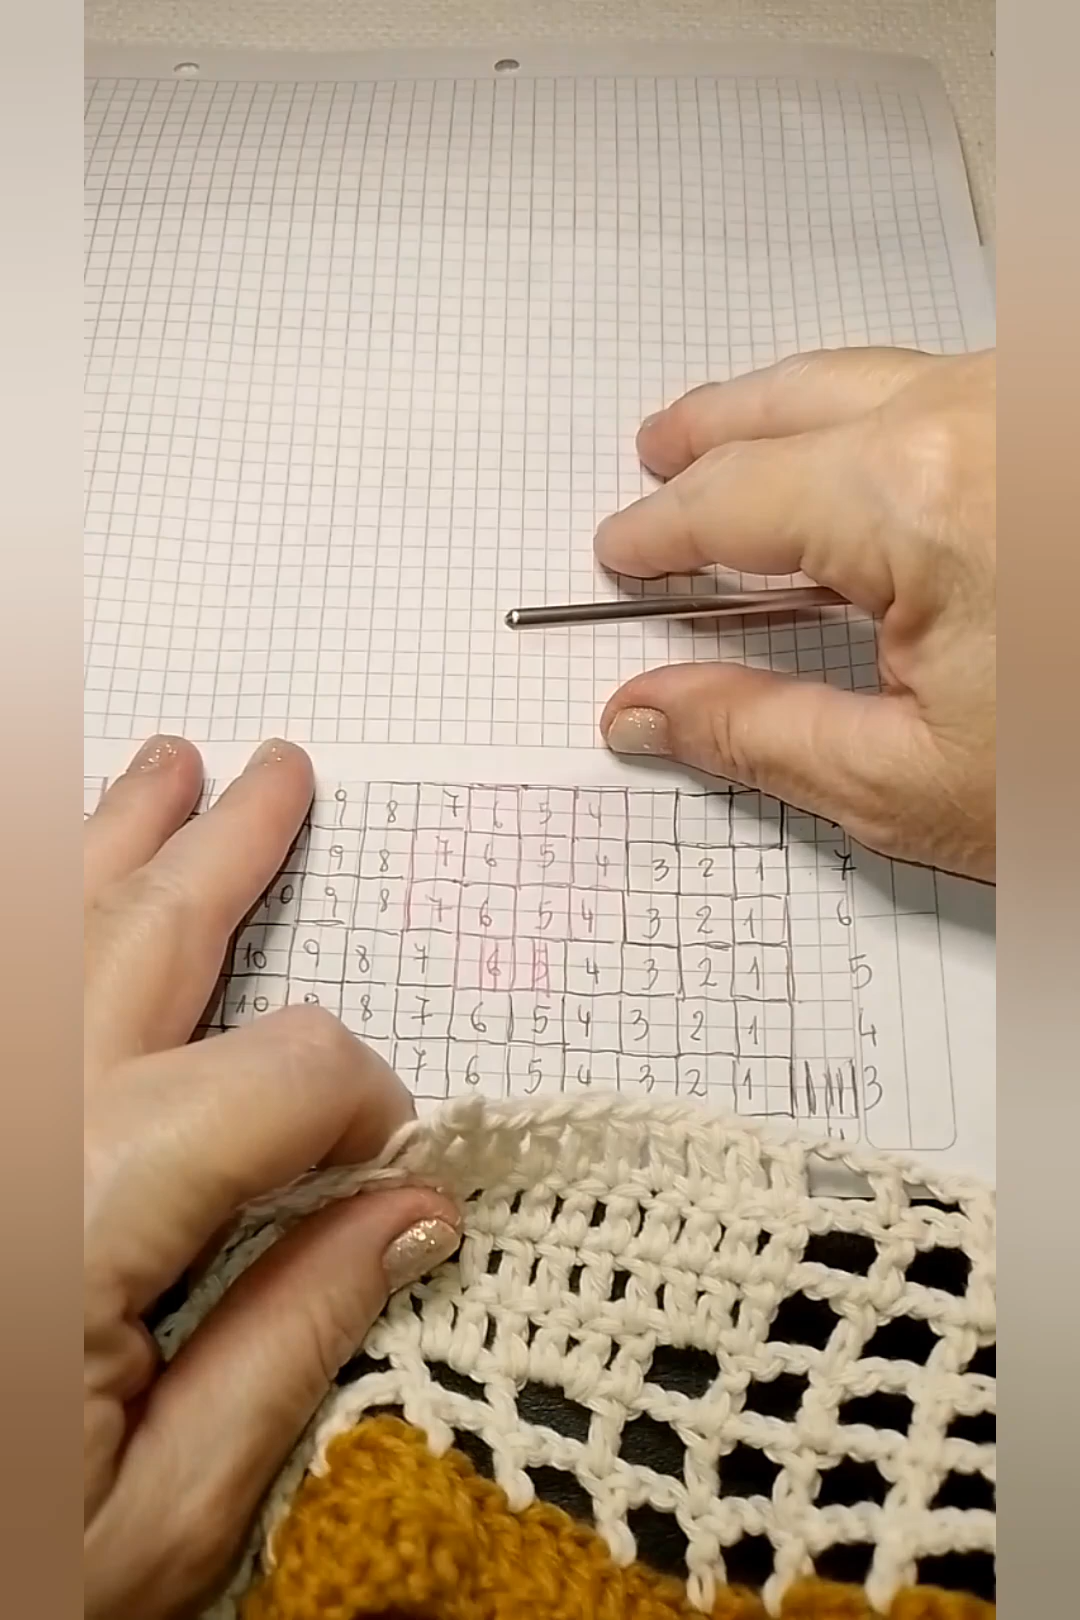 9 8 7 6 5 4
9 8 7 6 5 4 3 2 1 7
10 9 8 7 6 5 4 3 2 1 6
10 9 8 7 6 5 4 3 2 1 5
10 9 8 7 6 5 4 3 2 1 4
7 6 5 4 3 2 1 3